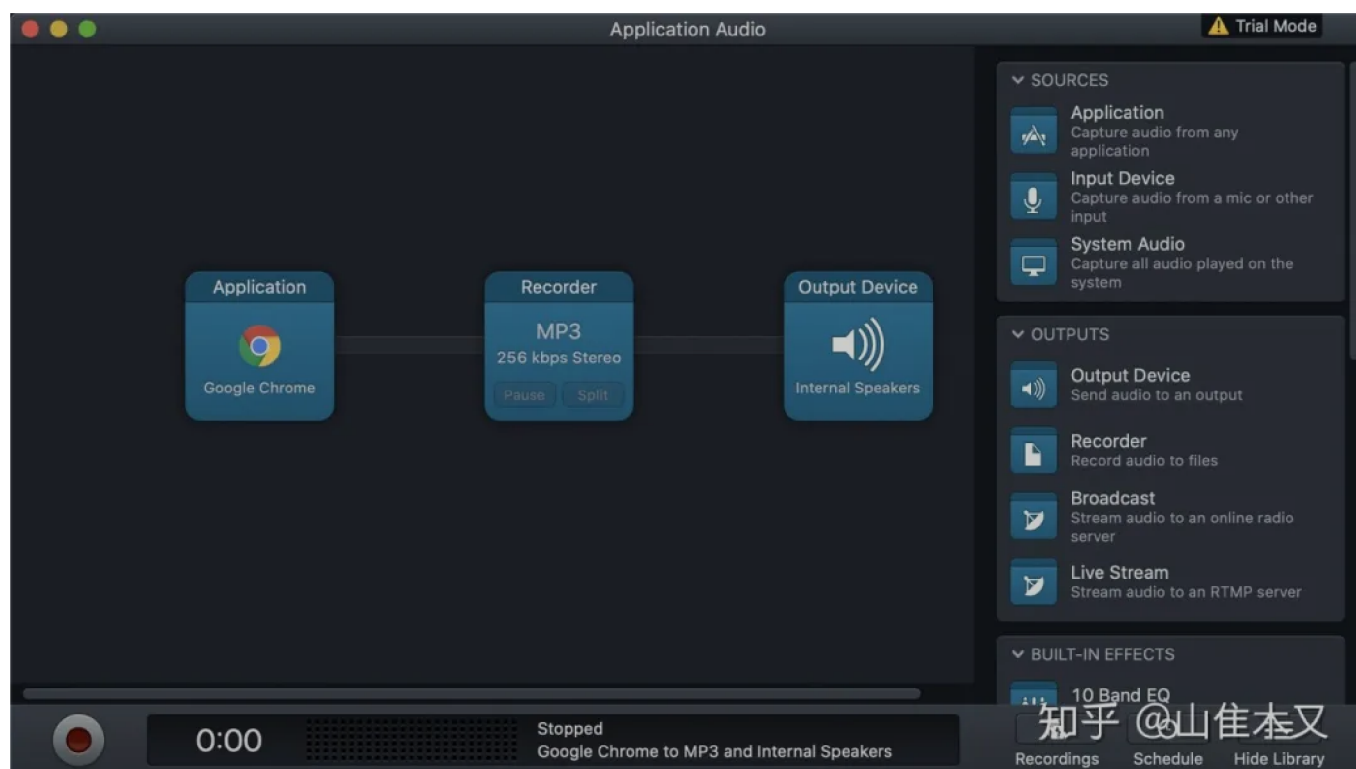 Application Audio
Trial Mode
SOURCES
Application
Capture audio from any
application
Input Device
Capture audio from a mic or other
input
System Audio
Capture all audio played on the
system
Application
Google Chrome
Recorder
MP3
256 kbps Stereo
Pause
Split
Output Device
Internal Speakers
OUTPUTS
Output Device
Send audio to an output
Recorder
Record audio to files
Broadcast
Stream audio to an online radio
server
Live Stream
Stream audio to an RTMP server
BUILT-IN EFFECTS
10 Band EQ
0:00
Stopped
Google Chrome to MP3 and Internal Speakers
知乎 @山隹本又
Recordings
Schedule
Hide Library